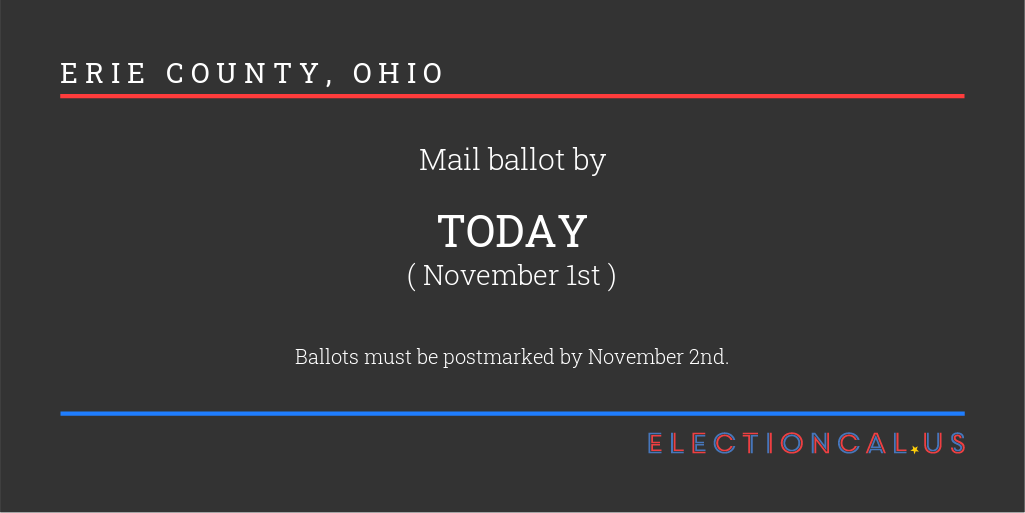 ERIE COUNTY, OHIO
Mail ballot by
TODAY
( November 1st )
Ballots must be postmarked by November 2nd.
ELECTIONCAL.US